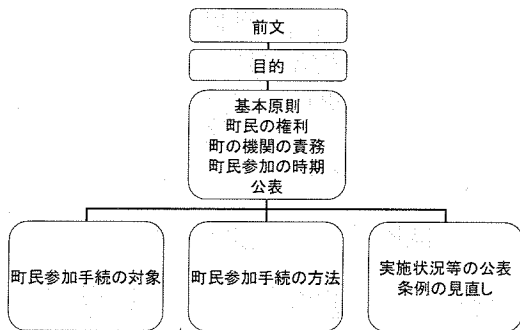 前文
目的
基本原則
町民の権利
町の機関の責務
町民参加の時期
公表
町民参加手続の対象
町民参加手続の方法
実施状況等の公表
条例の見直し